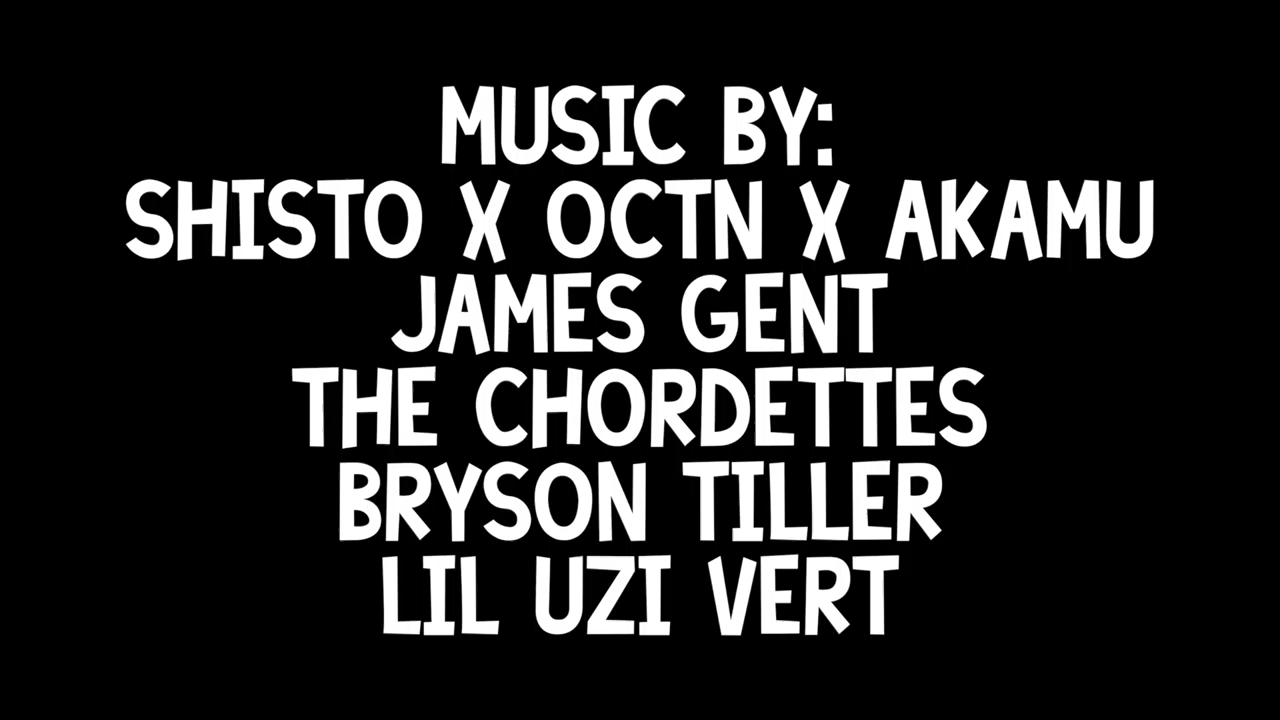 MUSIC BY:
SHISTO X OCTN X AKAMU
JAMES GENT
THE CHORDETTES
BRYSON TILLER
LIL UZI VERT